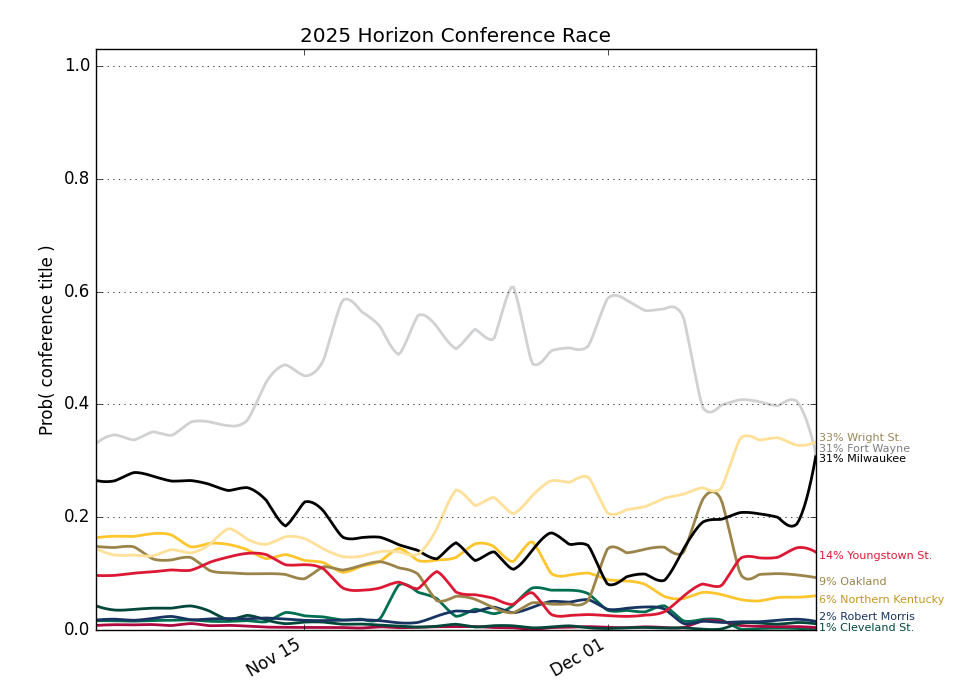 2025 Horizon Conference Race
Prob( conference title )
1.0
0.8
0.6
0.4
0.2
0.0
Nov 15
Dec 01
33% Wright St.
31% Fort Wayne
31% Milwaukee
14% Youngstown St.
9% Oakland
6% Northern Kentucky
2% Robert Morris
1% Cleveland St.